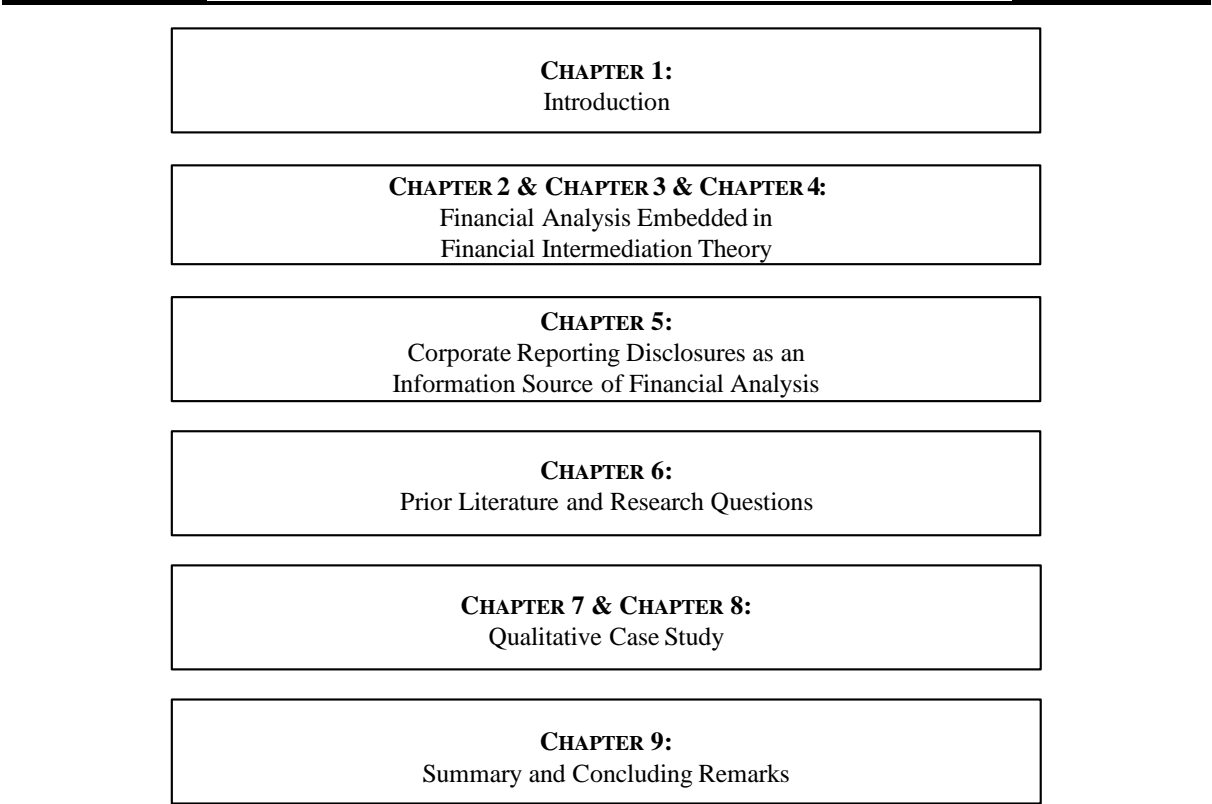 CHAPTER 1:
Introduction
CHAPTER 2 & CHAPTER 3 & CHAPTER 4:
Financial Analysis Embedded in
Financial Intermediation Theory
CHAPTER 5:
Corporate Reporting Disclosures as an
Information Source of Financial Analysis
CHAPTER 6:
Prior Literature and Research Questions
CHAPTER 7 & CHAPTER 8:
Qualitative Case Study
CHAPTER 9:
Summary and Concluding Remarks